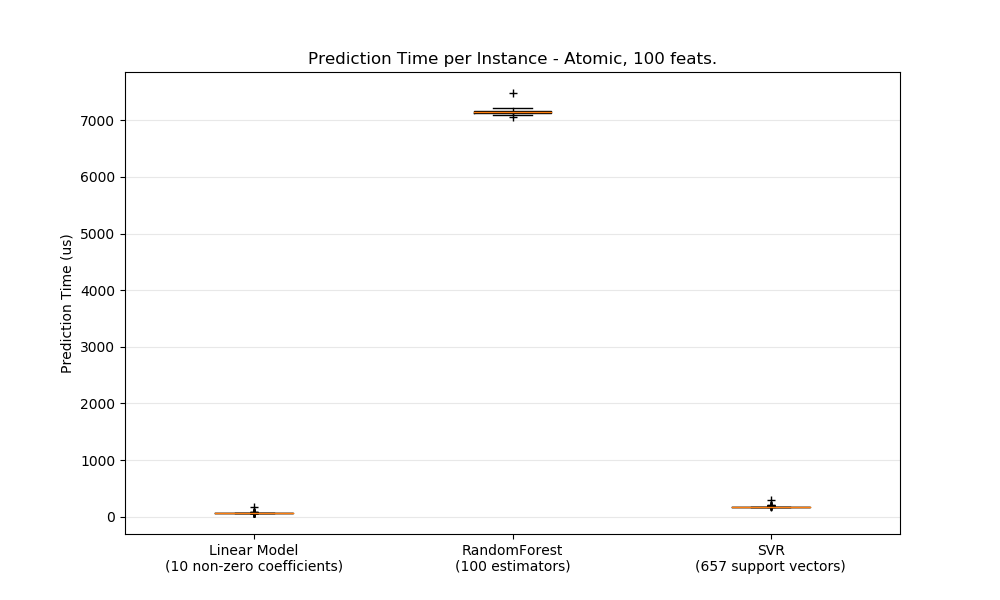 Prediction Time per Instance - Atomic, 100 feats.
Prediction Time (us)
7000
6000
5000
4000
3000
2000
1000
0
Linear Model
(10 non-zero coefficients)
RandomForest
(100 estimators)
SVR
(657 support vectors)